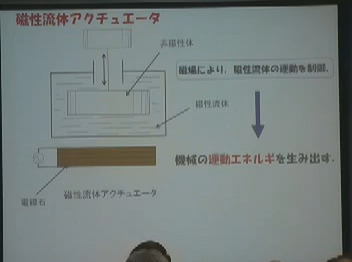 磁性流体アクチュエータ
非磁性体
磁場により、磁性流体の運動を制御。
磁性流体
機械の運動エネルギを生み出す。
電磁石
磁性流体アクチュエータ